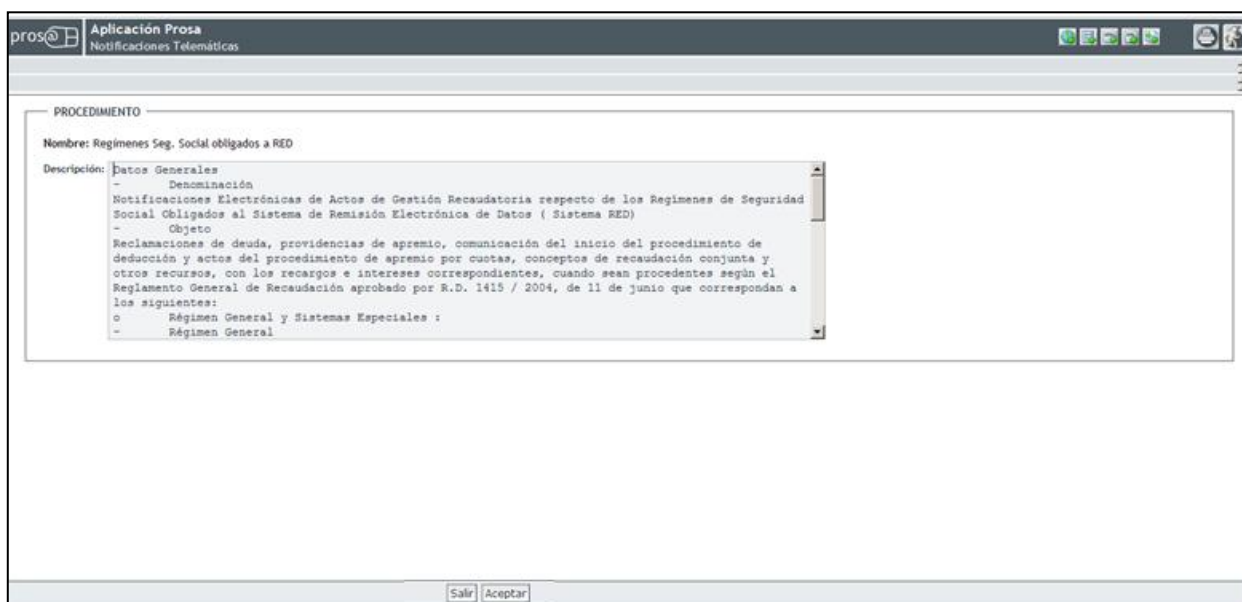 pros@
Aplicación Prosa
Notificaciones Telemáticas
PROCEDIMIENTO
Nombre: Regímenes Seg. Social obligados a RED
Descripción:
Datos Generales
- Denominación
Notificaciones Electrónicas de Actos de Gestión Recaudatoria respecto de los Regímenes de Seguridad
Social Obligados al Sistema de Remisión Electrónica de Datos ( Sistema RED)
- Objeto
Reclamaciones de deuda, providencias de apremio, comunicación del inicio del procedimiento de
deducción y actos del procedimiento de apremio por cuotas, conceptos de recaudación conjunta y
otros recursos, con los recargos e intereses correspondientes, cuando sean procedentes según el
Reglamento General de Recaudación aprobado por R.D. 1415 / 2004, de 11 de junio que correspondan a
los siguientes:
o Régimen General y Sistemas Especiales :
- Régimen General
Salir Aceptar